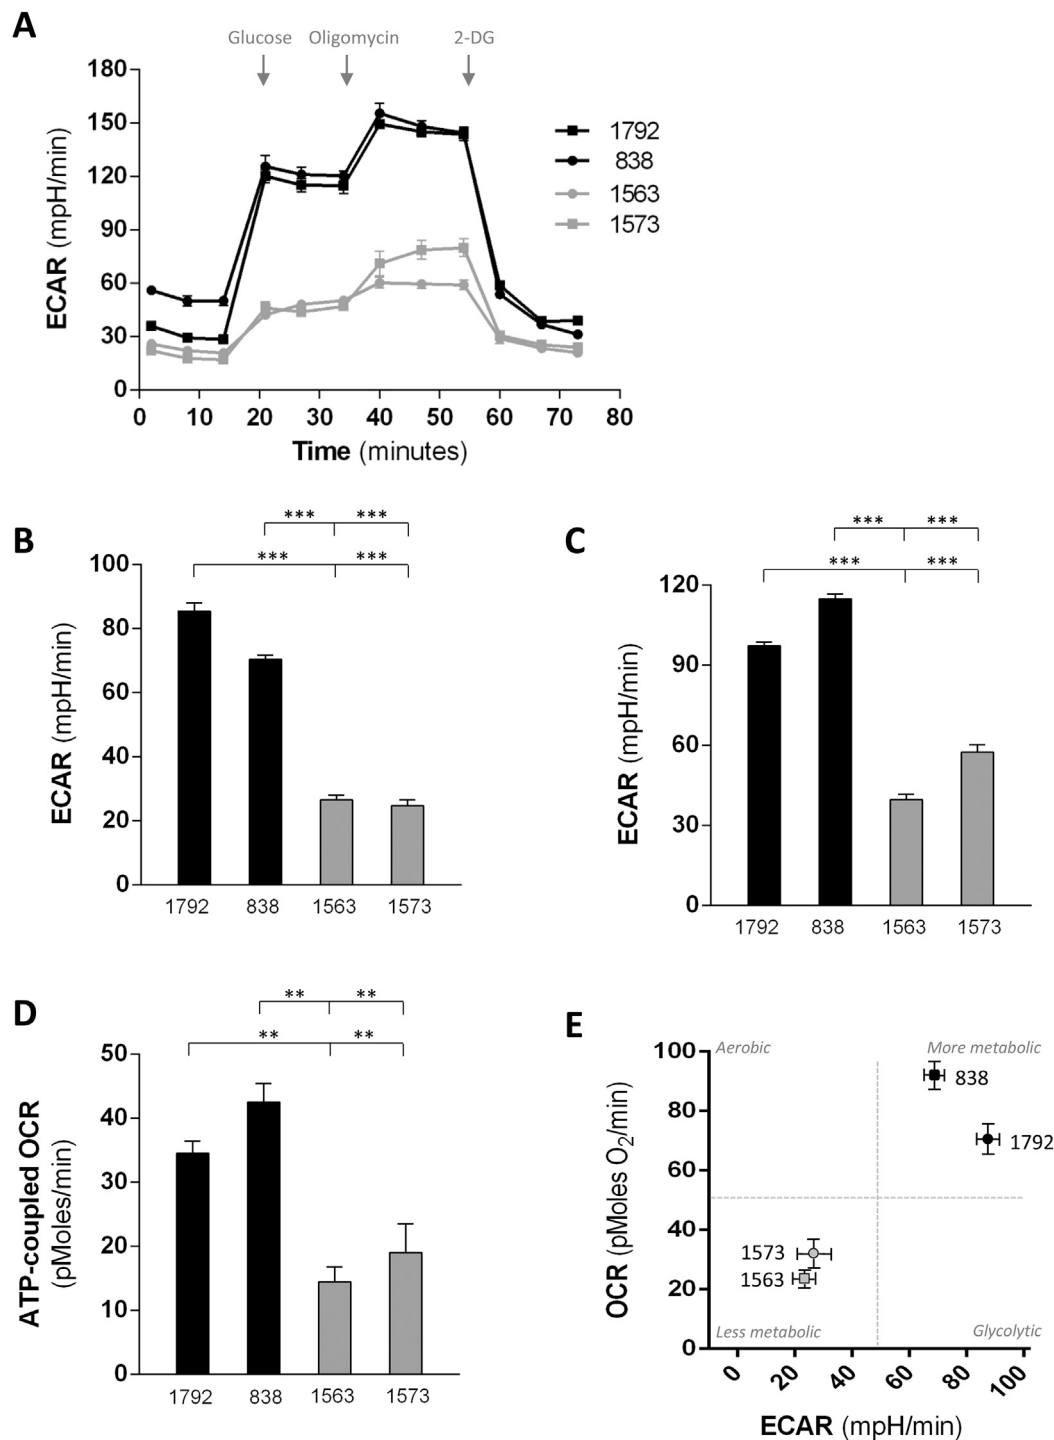 A
Glucose Oligomycin 2-DG
180
150
120
90
60
30
0
ECAR (mpH/min)
0 10 20 30 40 50 60 70 80
Time (minutes)
1792
838
1563
1573
B
*** ***
*** ***
100
80
60
40
20
0
ECAR (mpH/min)
1792 838 1563 1573
C
*** ***
*** ***
120
90
60
30
0
ECAR (mpH/min)
1792 838 1563 1573
D
** **
** **
50
40
30
20
10
0
ATP-coupled OCR
(pMoles/min)
1792 838 1563 1573
E
Aerobic More metabolic
100
80
60
40
20
0
OCR (pMoles O2/min)
838
1792
1573
1563
Less metabolic Glycolytic
0 20 40 60 80 100
ECAR (mpH/min)